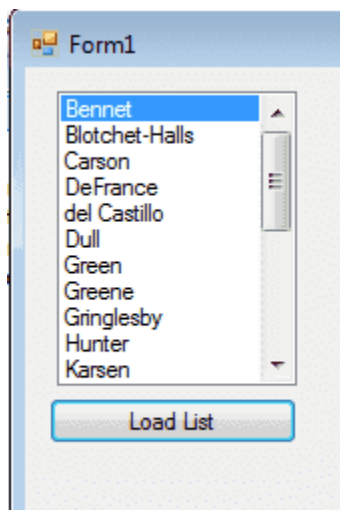 Form1
Bennet
Blotchet-Halls
Carson
DeFrance
del Castillo
Dull
Green
Greene
Gringlesby
Hunter
Karsen
Load List